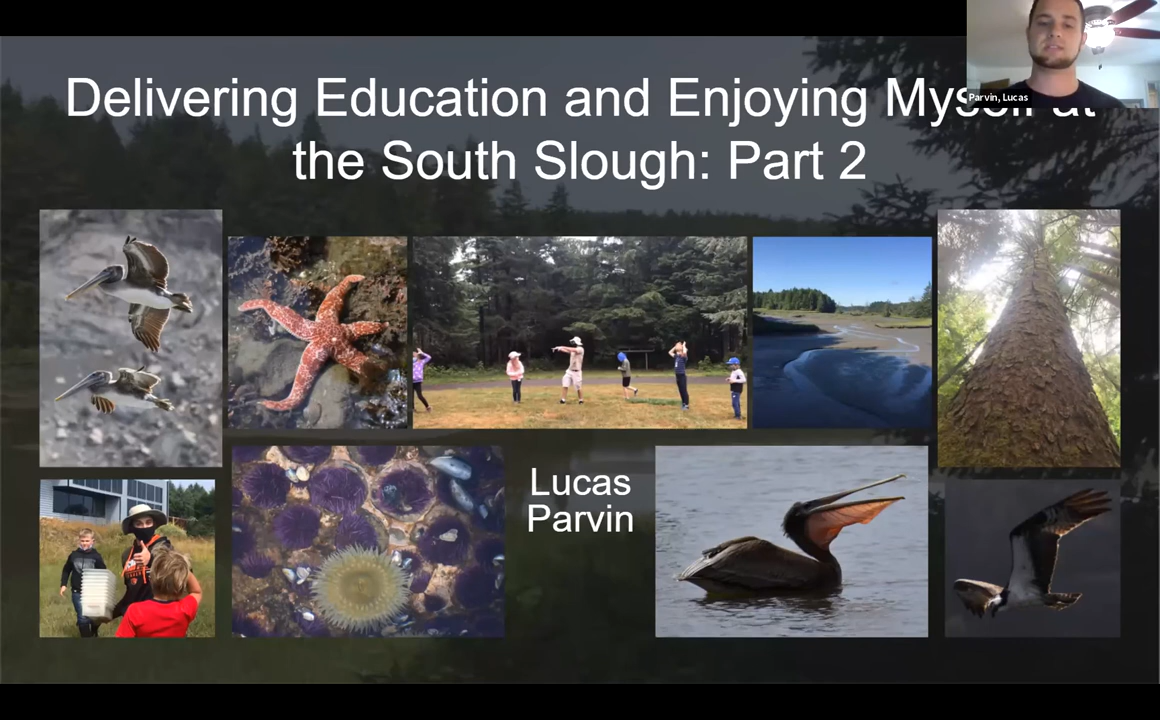 Delivering Education and Enjoying Myself at
the South Slough: Part 2
Parvin, Lucas
Lucas
Parvin